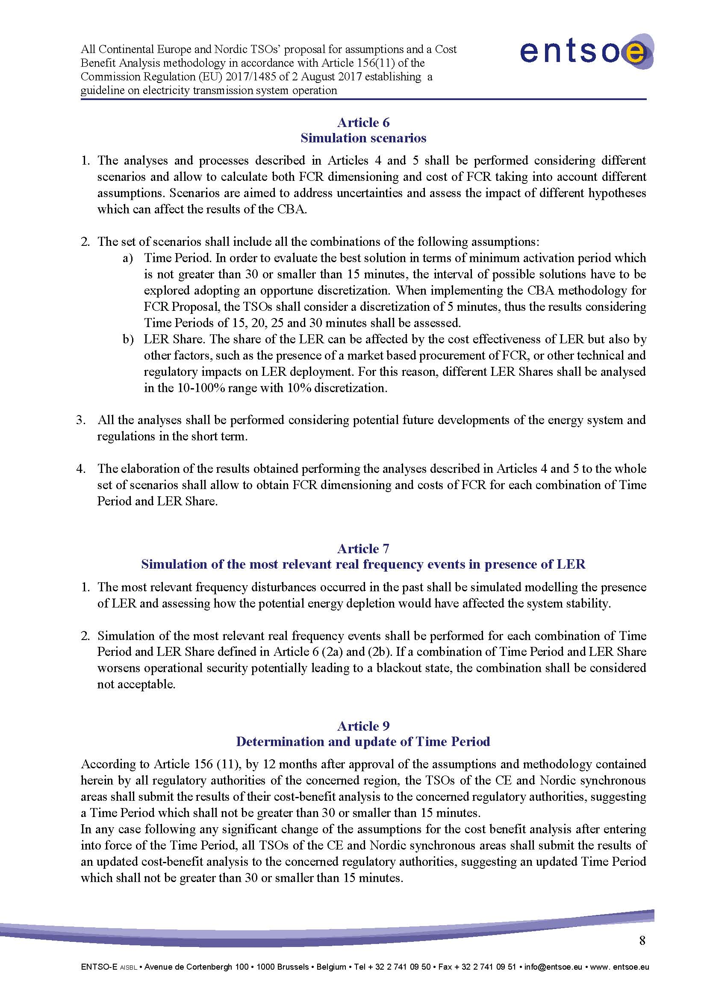 All Continental Europe and Nordic TSOs’ proposal for assumptions and a Cost
Benefit Analysis methodology in accordance with Article 156(11) of the
Commission Regulation (EU) 2017/1485 of 2 August 2017 establishing a
guideline on electricity transmission system operation
entsoe
Article 6
Simulation scenarios
1. The analyses and processes described in Articles 4 and 5 shall be performed considering different
scenarios and allow to calculate both FCR dimensioning and cost of FCR taking into account different
assumptions. Scenarios are aimed to address uncertainties and assess the impact of different hypotheses
which can affect the results of the CBA.
2. The set of scenarios shall include all the combinations of the following assumptions:
a) Time Period. In order to evaluate the best solution in terms of minimum activation period which
is not greater than 30 or smaller than 15 minutes, the interval of possible solutions have to be
explored adopting an opportune discretization. When implementing the CBA methodology for
FCR Proposal, the TSOs shall consider a discretization of 5 minutes, thus the results considering
Time Periods of 15, 20, 25 and 30 minutes shall be assessed.
b) LER Share. The share of the LER can be affected by the cost effectiveness of LER but also by
other factors, such as the presence of a market based procurement of FCR, or other technical and
regulatory impacts on LER deployment. For this reason, different LER Shares shall be analysed
in the 10-100% range with 10% discretization.
3. All the analyses shall be performed considering potential future developments of the energy system and
regulations in the short term.
4. The elaboration of the results obtained performing the analyses described in Articles 4 and 5 to the whole
set of scenarios shall allow to obtain FCR dimensioning and costs of FCR for each combination of Time
Period and LER Share.
Article 7
Simulation of the most relevant real frequency events in presence of LER
1. The most relevant frequency disturbances occurred in the past shall be simulated modelling the presence
of LER and assessing how the potential energy depletion would have affected the system stability.
2. Simulation of the most relevant real frequency events shall be performed for each combination of Time
Period and LER Share defined in Article 6 (2a) and (2b). If a combination of Time Period and LER Share
worsens operational security potentially leading to a blackout state, the combination shall be considered
not acceptable.
Article 9
Determination and update of Time Period
According to Article 156 (11), by 12 months after approval of the assumptions and methodology contained
herein by all regulatory authorities of the concerned region, the TSOs of the CE and Nordic synchronous
areas shall submit the results of their cost-benefit analysis to the concerned regulatory authorities, suggesting
a Time Period which shall not be greater than 30 or smaller than 15 minutes.
In any case following any significant change of the assumptions for the cost benefit analysis after entering
into force of the Time Period, all TSOs of the CE and Nordic synchronous areas shall submit the results of
an updated cost-benefit analysis to the concerned regulatory authorities, suggesting an updated Time Period
which shall not be greater than 30 or smaller than 15 minutes.
8
ENTSO-E AISBL • Avenue de Cortenbergh 100 • 1000 Brussels • Belgium • Tel + 32 2 741 09 50 • Fax + 32 2 741 09 51 • info@entsoe.eu • www. entsoe.eu